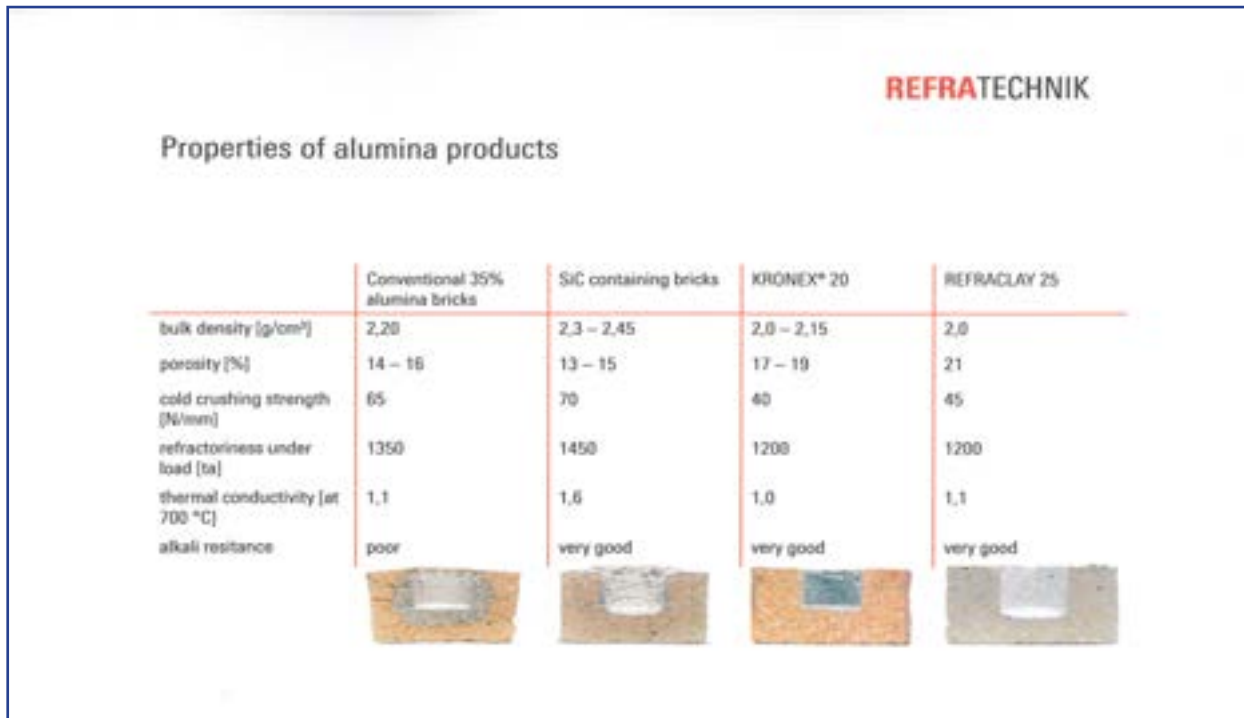 REFRATECHNIK
Properties of alumina products
Conventional 35% alumina bricks SiC containing bricks KRONEX® 20 REFRACLAY 25
bulk density [g/cm³] 2,20 2,3 – 2,45 2,0 – 2,15 2,0
porosity [%] 14 – 16 13 – 15 17 – 19 21
cold crushing strength [N/mm] 65 70 40 45
refractoriness under load [ta] 1350 1450 1200 1200
thermal conductivity [at 700 °C] 1,1 1,6 1,0 1,1
alkali resitance poor very good very good very good